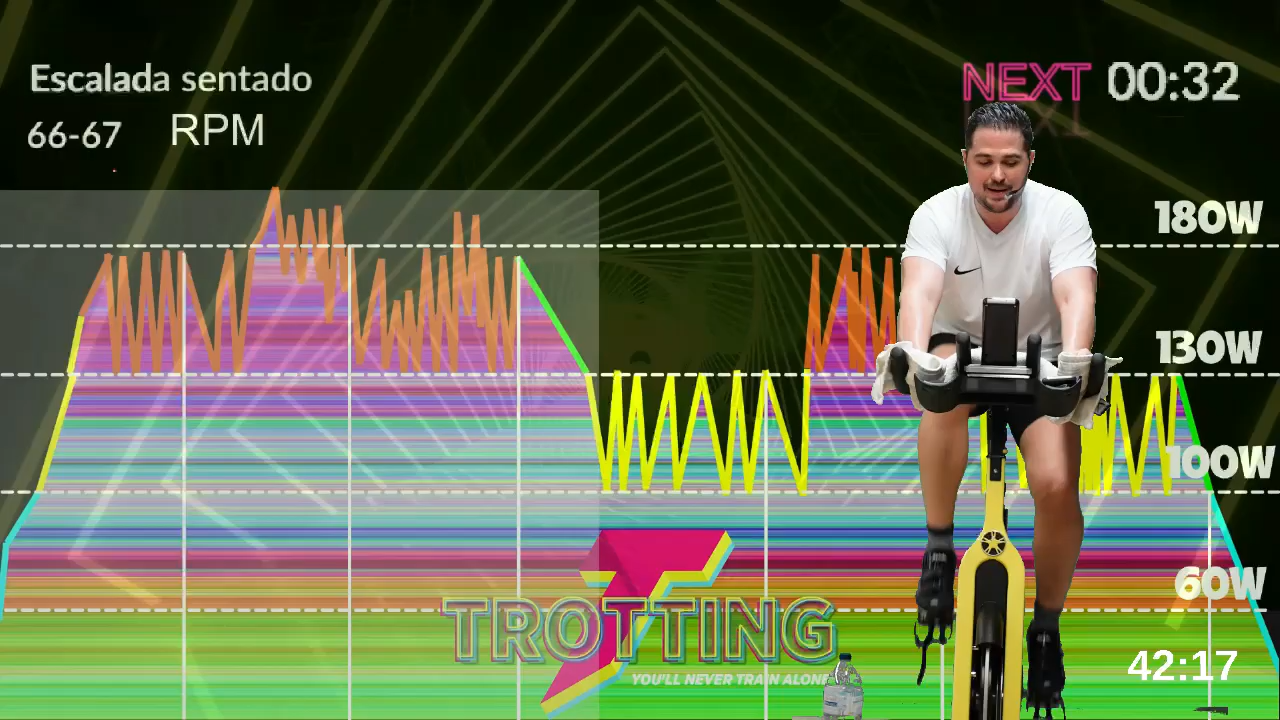 Escalada sentado
66-67 RPM
NEXT 00:32
180W
130W
100W
60W
TROTTING
YOU'LL NEVER TRAIN ALONE
42:17